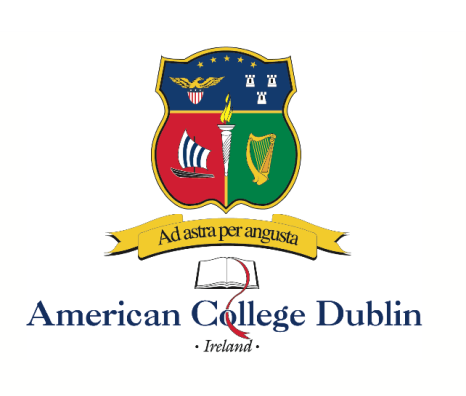 Ad astra per angusta
American College Dublin
· Ireland ·